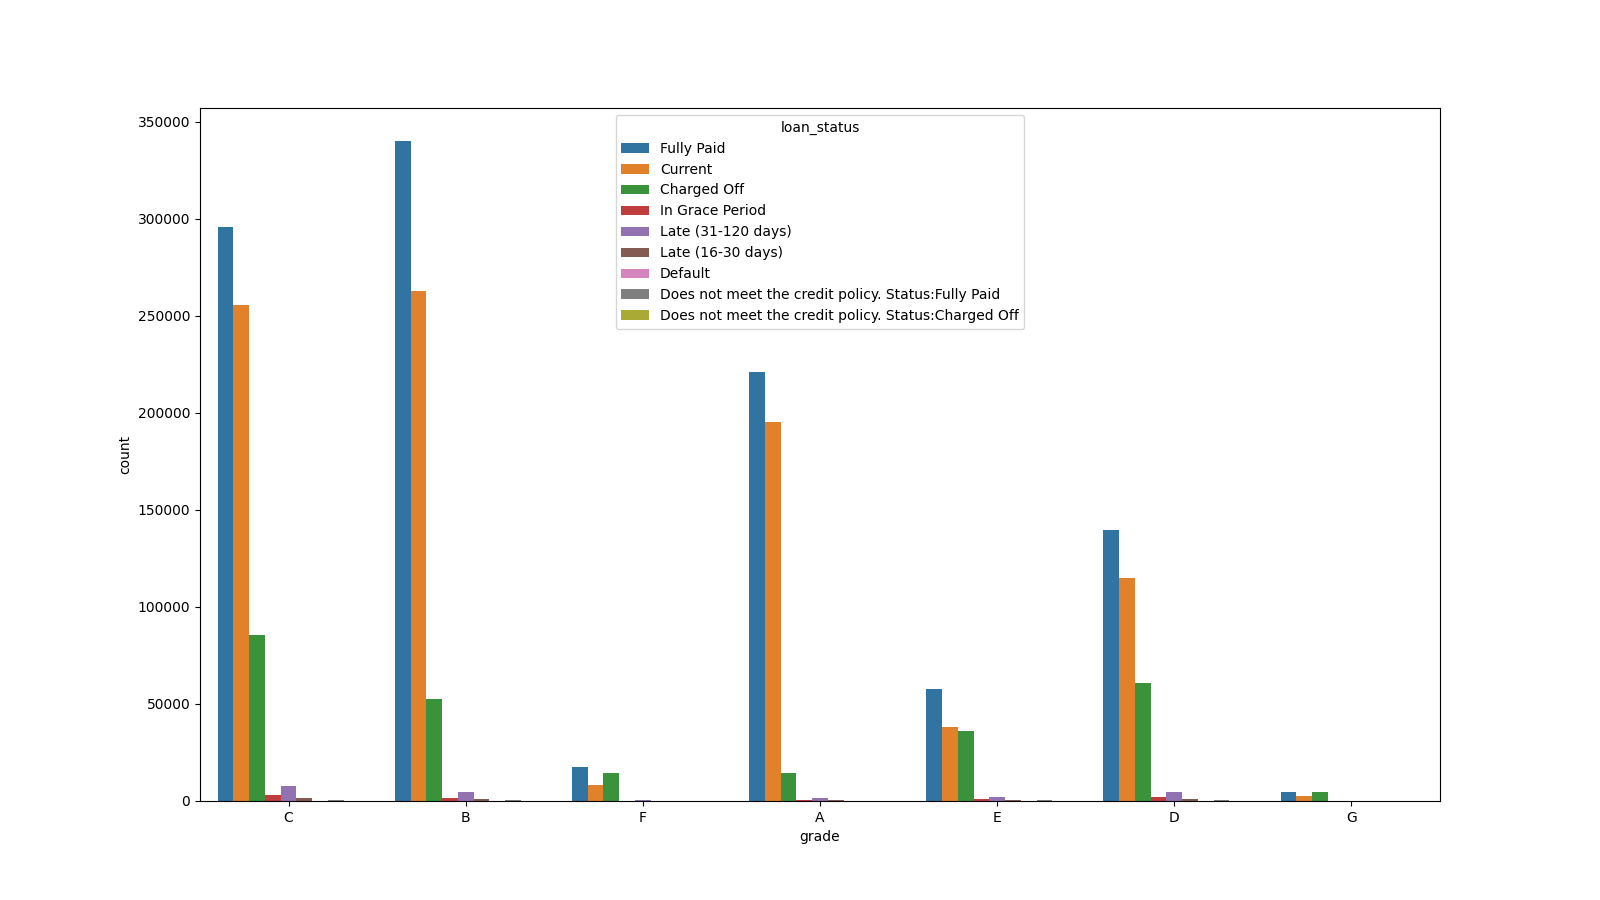 350000
300000
250000
200000
150000
100000
50000
0
count
loan_status
Fully Paid
Current
Charged Off
In Grace Period
Late (31-120 days)
Late (16-30 days)
Default
Does not meet the credit policy. Status:Fully Paid
Does not meet the credit policy. Status:Charged Off
C B F A E D G
grade